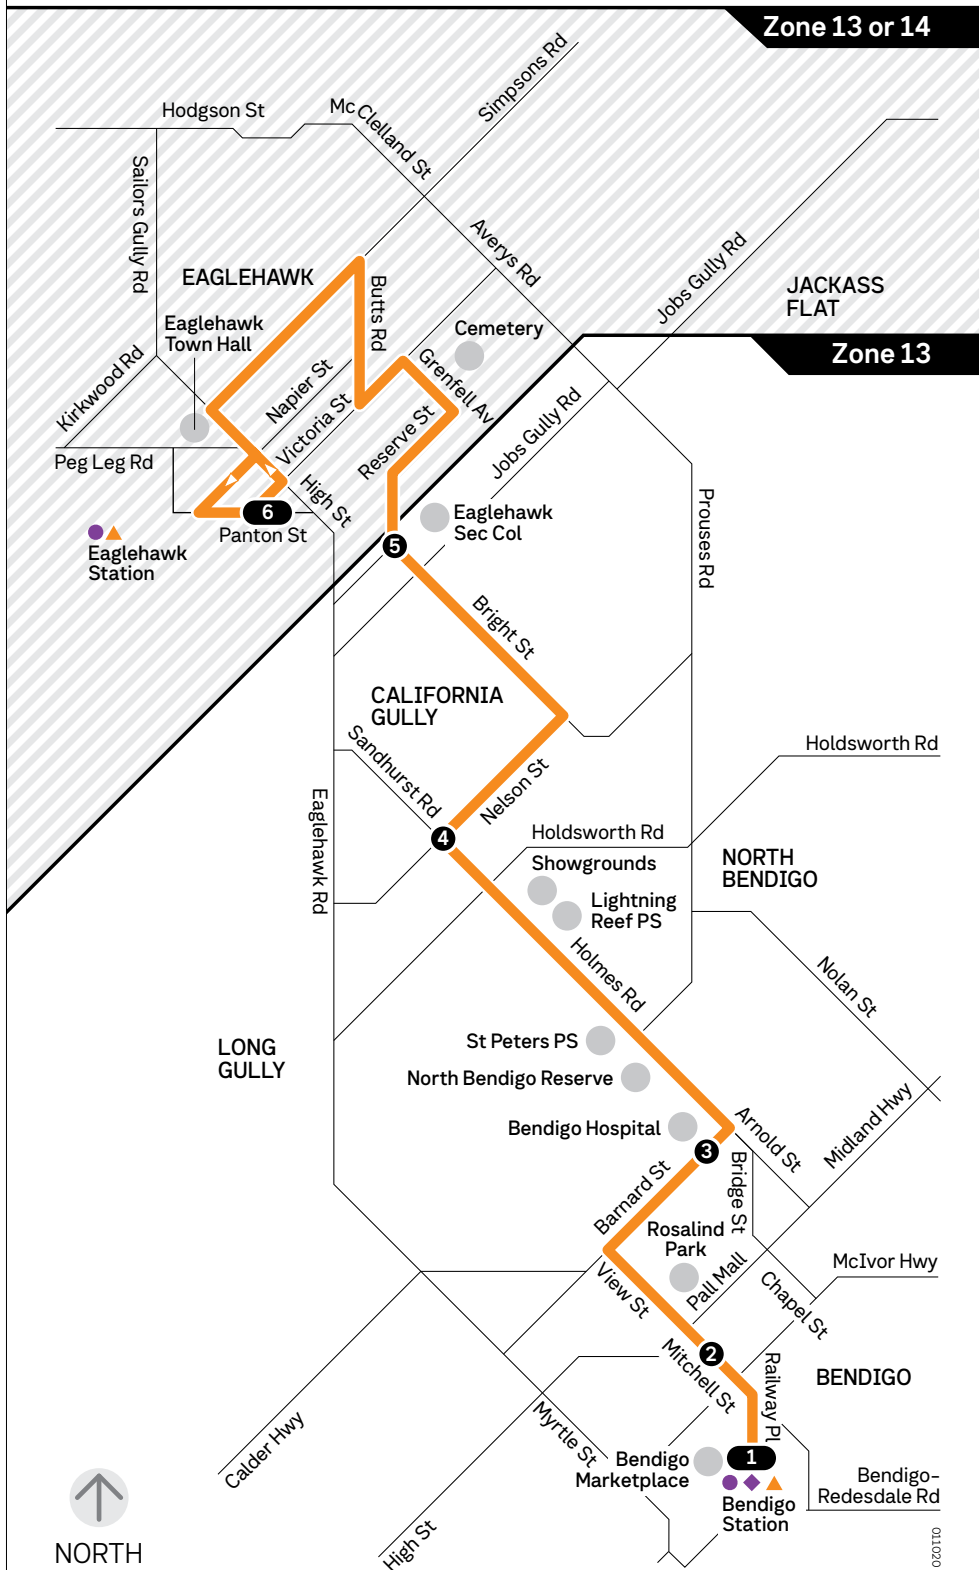 Zone 13 or 14
Simpsons Rd
Hodgson St
Mc Clelland St
Sailors Gully Rd
Averys Rd
Jobs Gully Rd
EAGLEHAWK
Butts Rd
JACKASS
FLAT
Eaglehawk
Town Hall
Cemetery
Zone 13
Kirkwood Rd
Napier St
Grenfell Av
Victoria St
Reserve St
Jobs Gully Rd
Peg Leg Rd
High St
6
Panton St
Eaglehawk
Station
Eaglehawk
Sec Col
5
Prouses Rd
Bright St
CALIFORNIA
GULLY
Sandhurst Rd
Nelson St
Holdsworth Rd
Eaglehawk Rd
4
Holdsworth Rd
Showgrounds
NORTH
BENDIGO
Lightning
Reef PS
Holmes Rd
Nolan St
LONG
GULLY
St Peters PS
North Bendigo Reserve
Bendigo Hospital
Arnold St
Midland Hwy
3
Bridge St
Barnard St
Rosalind
Park
View St
Pall Mall
McIvor Hwy
Chapel St
2
Mitchell St
Railway Pl
BENDIGO
Calder Hwy
Myrtle St
Bendigo
Marketplace
1
Bendigo
Station
Bendigo–
Redesdale Rd
High St
NORTH
011020